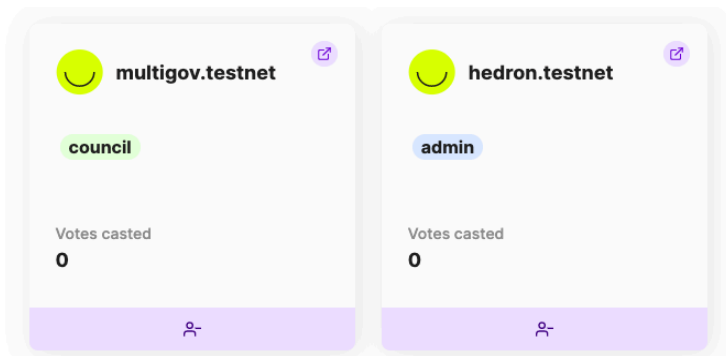 multigov.testnet
council
Votes casted
0
hedron.testnet
admin
Votes casted
0